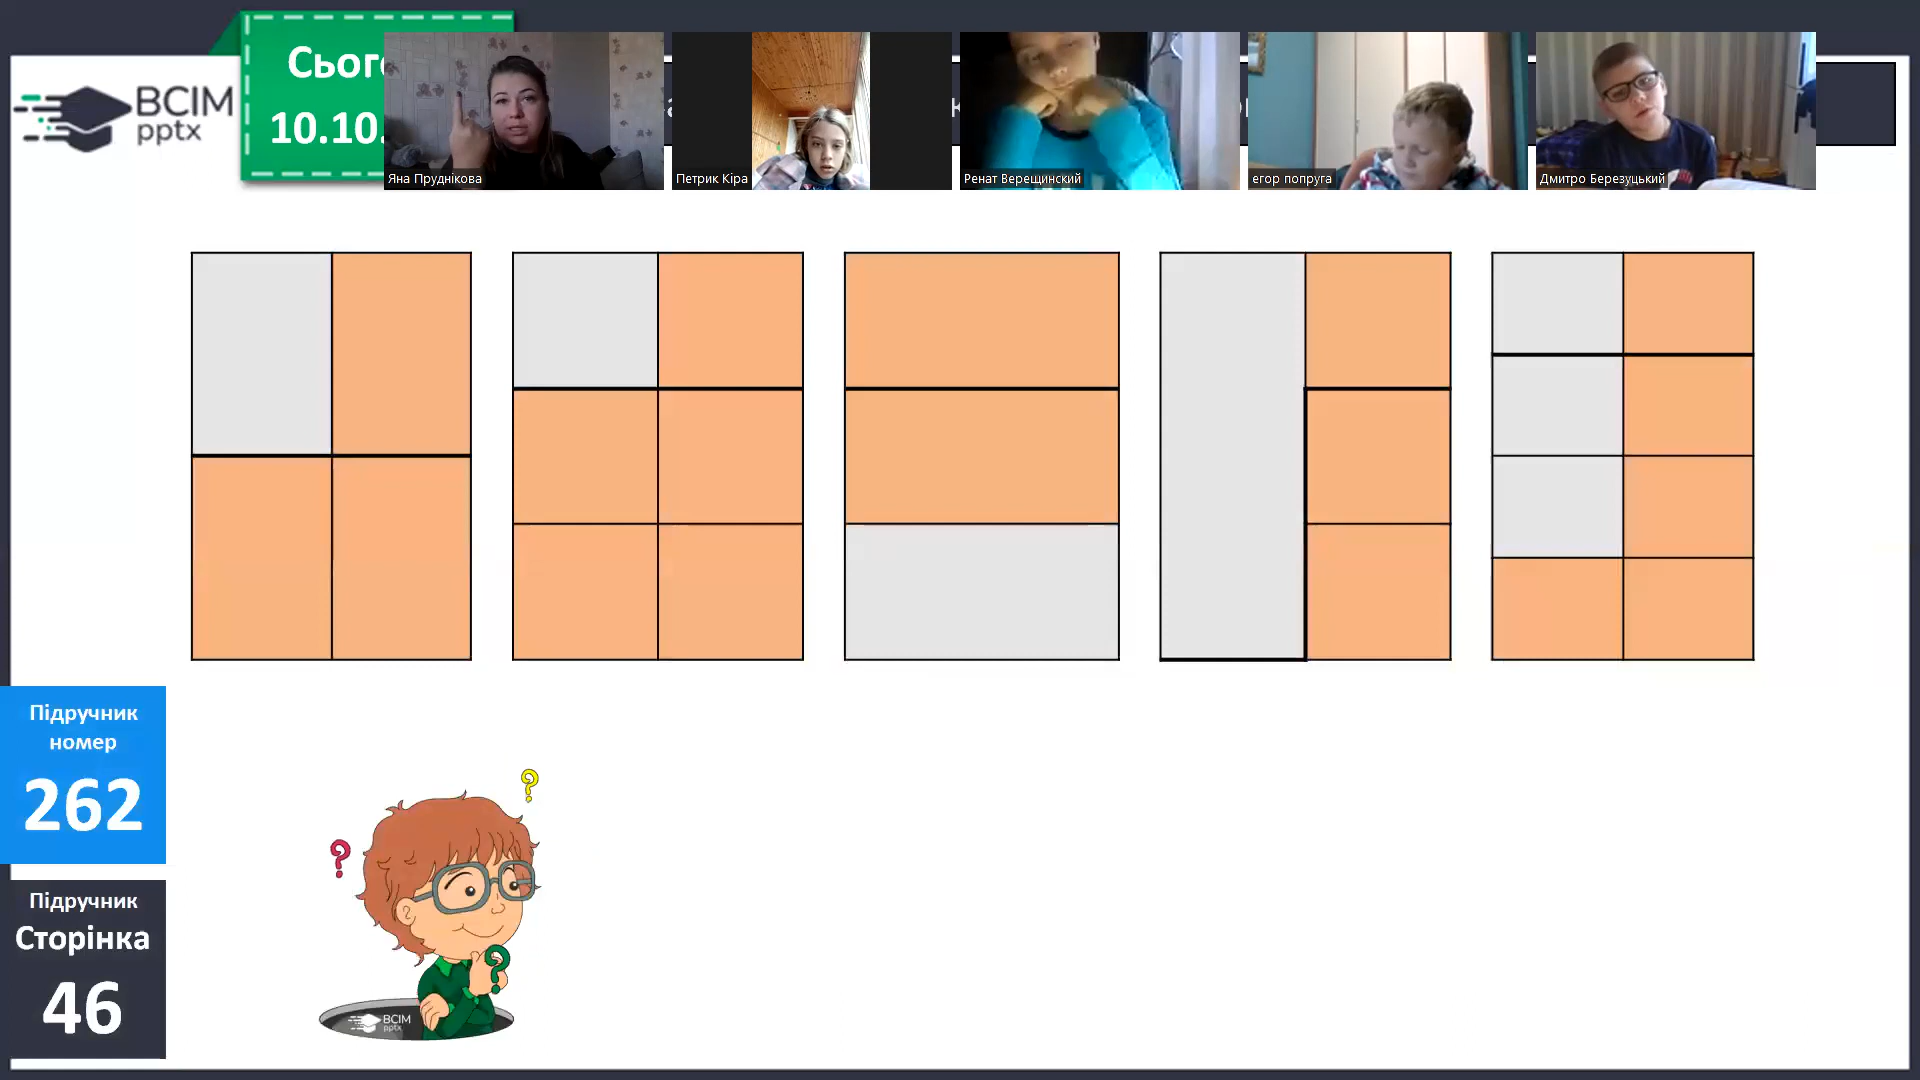 ВСІМ
pptx
10.10.
Яна Пруднікова
Петрик Кіра
Ренат Верещинский
егор попруга
Дмитро Березуцький
Підручник
номер
262
Підручник
Сторінка
46
ВСІМ
pptx